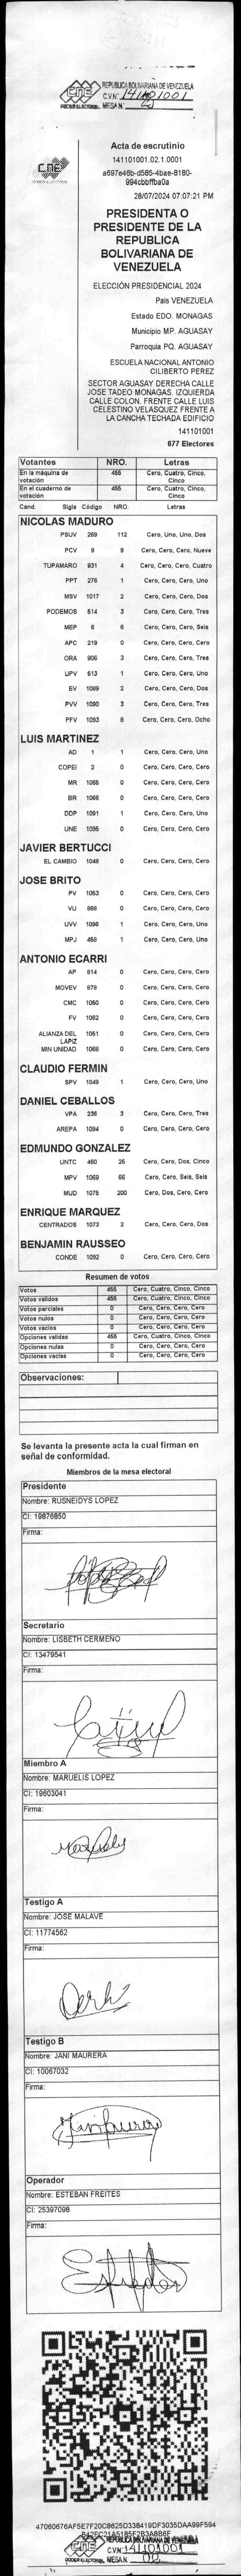 CNE
PODER ELECTORAL
REPUBLICA BOLIVARIANA DE VENEZUELA
C.V.Nº 141101001
MESA Nº 02
CNE
PODER ELECTORAL
Acta de escrutinio
141101001.02.1.0001
a697e46b-d585-4bae-8180-
994cbbffba0a
28/07/2024 07:07:21 PM
PRESIDENTA O
PRESIDENTE DE LA
REPUBLICA
BOLIVARIANA DE
VENEZUELA
ELECCIÓN PRESIDENCIAL 2024
Pais VENEZUELA
Estado EDO. MONAGAS
Municipio MP. AGUASAY
Parroquia PQ. AGUASAY
ESCUELA NACIONAL ANTONIO
CILIBERTO PEREZ
SECTOR AGUASAY DERECHA CALLE
JOSE TADEO MONAGAS. IZQUIERDA
CALLE COLON. FRENTE CALLE LUIS
CELESTINO VELASQUEZ FRENTE A
LA CANCHA TECHADA EDIFICIO
141101001
677 Electores
Votantes NRO. Letras
En la máquina de votación 455 Cero, Cuatro, Cinco, Cinco
En el cuaderno de votación 455 Cero, Cuatro, Cinco, Cinco
Cand. Sigla Código NRO. Letras
NICOLAS MADURO
PSUV 269 112 Cero, Uno, Uno, Dos
PCV 9 9 Cero, Cero, Cero, Nueve
TUPAMARO 931 4 Cero, Cero, Cero, Cuatro
PPT 276 1 Cero, Cero, Cero, Uno
MSV 1017 2 Cero, Cero, Cero, Dos
PODEMOS 514 3 Cero, Cero, Cero, Tres
MEP 6 6 Cero, Cero, Cero, Seis
APC 219 0 Cero, Cero, Cero, Cero
ORA 906 3 Cero, Cero, Cero, Tres
UPV 513 1 Cero, Cero, Cero, Uno
EV 1089 2 Cero, Cero, Cero, Dos
PVV 1090 3 Cero, Cero, Cero, Tres
PFV 1093 8 Cero, Cero, Cero, Ocho
LUIS MARTINEZ
AD 1 1 Cero, Cero, Cero, Uno
COPEI 2 0 Cero, Cero, Cero, Cero
MR 1065 0 Cero, Cero, Cero, Cero
BR 1066 0 Cero, Cero, Cero, Cero
DDP 1091 1 Cero, Cero, Cero, Uno
UNE 1095 0 Cero, Cero, Cero, Cero
JAVIER BERTUCCI
EL CAMBIO 1048 0 Cero, Cero, Cero, Cero
JOSE BRITO
PV 1053 0 Cero, Cero, Cero, Cero
VU 868 0 Cero, Cero, Cero, Cero
UVV 1096 1 Cero, Cero, Cero, Uno
MPJ 458 1 Cero, Cero, Cero, Uno
ANTONIO ECARRI
AP 814 0 Cero, Cero, Cero, Cero
MOVEV 878 0 Cero, Cero, Cero, Cero
CMC 1050 0 Cero, Cero, Cero, Cero
FV 1062 0 Cero, Cero, Cero, Cero
ALIANZA DEL LAPIZ 1051 0 Cero, Cero, Cero, Cero
MIN UNIDAD 1068 0 Cero, Cero, Cero, Cero
CLAUDIO FERMIN
SPV 1049 1 Cero, Cero, Cero, Uno
DANIEL CEBALLOS
VPA 236 3 Cero, Cero, Cero, Tres
AREPA 1094 0 Cero, Cero, Cero, Cero
EDMUNDO GONZALEZ
UNTC 460 25 Cero, Cero, Dos, Cinco
MPV 1069 66 Cero, Cero, Seis, Seis
MUD 1075 200 Cero, Dos, Cero, Cero
ENRIQUE MARQUEZ
CENTRADOS 1073 2 Cero, Cero, Cero, Dos
BENJAMIN RAUSSEO
CONDE 1092 0 Cero, Cero, Cero, Cero
Resumen de votos
Votos 455 Cero, Cuatro, Cinco, Cinco
Votos validos 455 Cero, Cuatro, Cinco, Cinco
Votos parciales 0 Cero, Cero, Cero, Cero
Votos nulos 0 Cero, Cero, Cero, Cero
Votos vacios 0 Cero, Cero, Cero, Cero
Opciones validas 455 Cero, Cuatro, Cinco, Cinco
Opciones nulas 0 Cero, Cero, Cero, Cero
Opciones vacias 0 Cero, Cero, Cero, Cero
Observaciones:
Se levanta la presente acta la cual firman en
señal de conformidad.
Miembros de la mesa electoral
Presidente
Nombre: RUSNEIDYS LOPEZ
CI: 19876850
Firma:
Secretario
Nombre: LISBETH CERMEÑO
CI: 13479541
Firma:
Miembro A
Nombre: MARUELIS LOPEZ
CI: 19603041
Firma:
Testigo A
Nombre: JOSE MALAVE
CI: 11774562
Firma:
Testigo B
Nombre: JANI MAURERA
CI: 10067032
Firma:
Operador
Nombre: ESTEBAN FREITES
CI: 25397098
Firma:
47060676AF5E7F20C8625D338419DF3035DAA99F594
CNE
PODER ELECTORAL
REPUBLICA BOLIVARIANA DE VENEZUELA
C.V.Nº 141101001
MESA Nº 02